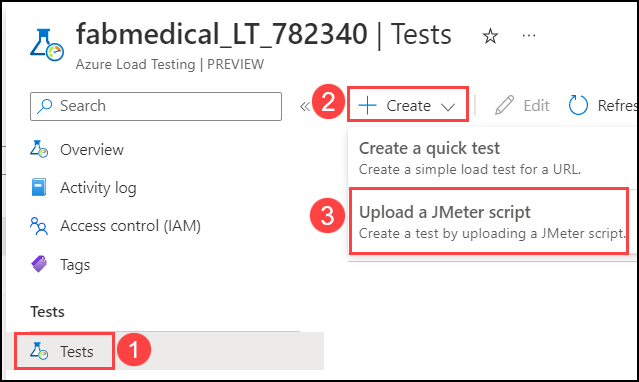 fabmedical_LT_782340 | Tests ☆ ···
Azure Load Testing | PREVIEW
Search
«
2
+ Create
Edit
Refres
Overview
Activity log
Access control (IAM)
Tags
Create a quick test
Create a simple load test for a URL.
3
Upload a JMeter script
Create a test by uploading a JMeter script.
Tests
Tests
1